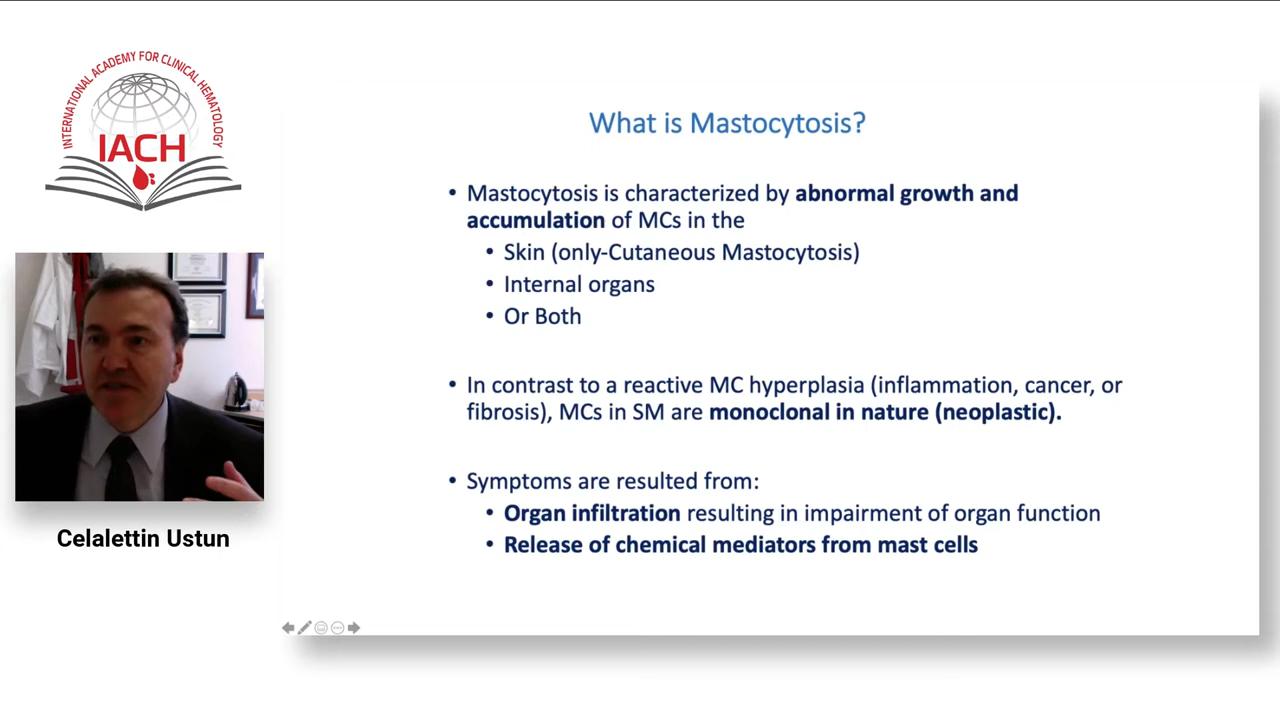 INTERNATIONAL ACADEMY FOR CLINICAL HEMATOLOGY
IACH
Celalettin Ustun
What is Mastocytosis?
• Mastocytosis is characterized by abnormal growth and
accumulation of MCs in the
• Skin (only-Cutaneous Mastocytosis)
• Internal organs
• Or Both
• In contrast to a reactive MC hyperplasia (inflammation, cancer, or
fibrosis), MCs in SM are monoclonal in nature (neoplastic).
• Symptoms are resulted from:
• Organ infiltration resulting in impairment of organ function
• Release of chemical mediators from mast cells